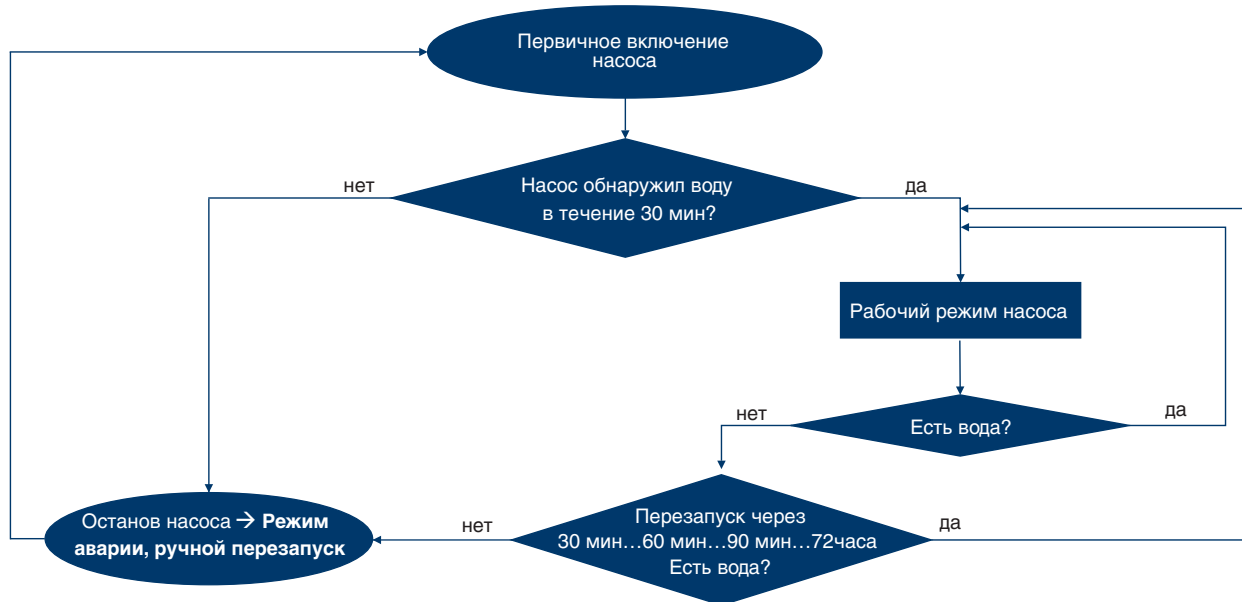 Первичное включение
насоса
нет
Насос обнаружил воду
в течение 30 мин?
да
Рабочий режим насоса
нет
Есть вода?
да
Останов насоса → Режим
аварии, ручной перезапуск
нет
Перезапуск через
30 мин...60 мин...90 мин...72часа
Есть вода?
да